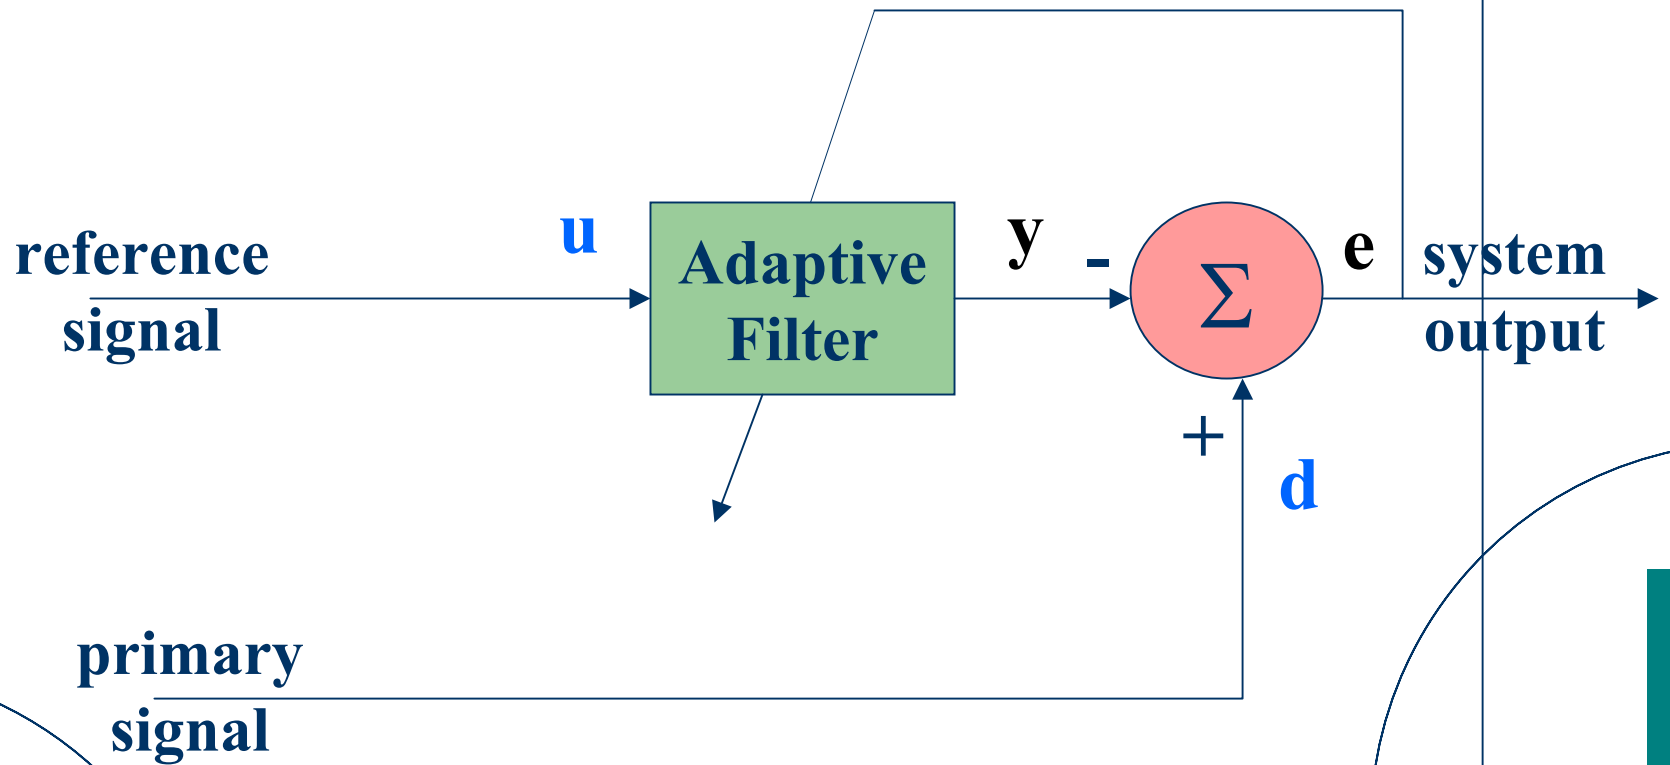 reference
signal
u
Adaptive
Filter
y
-
Σ
e
system
output
+
d
primary
signal